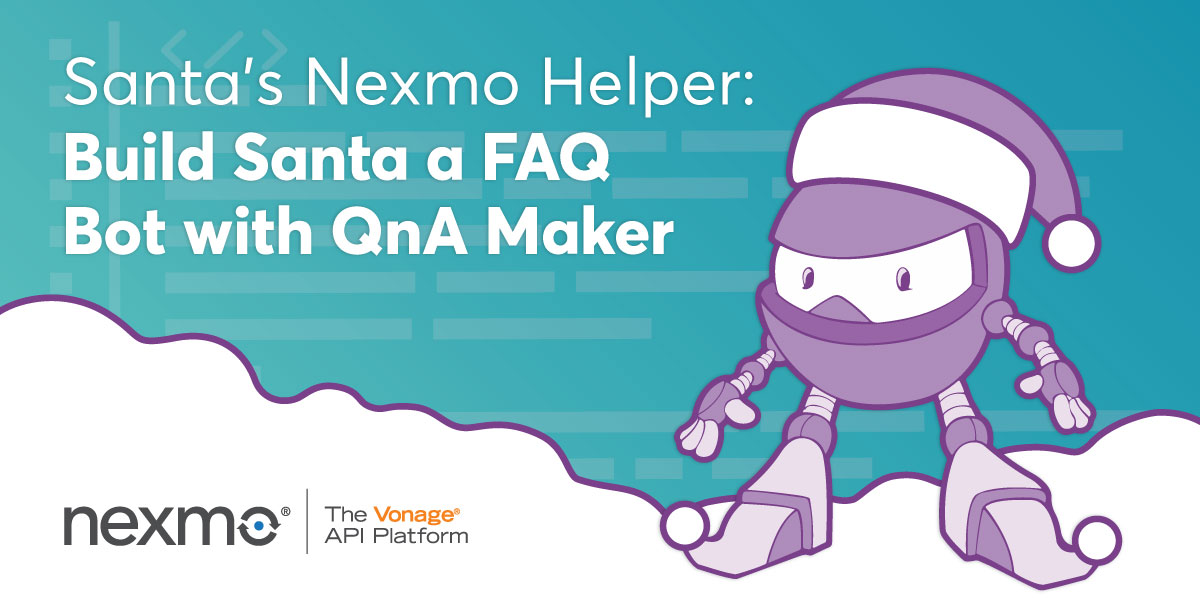 </>
Santa's Nexmo Helper:
Build Santa a FAQ
Bot with QnA Maker
nexmo®
The Vonage®
API Platform